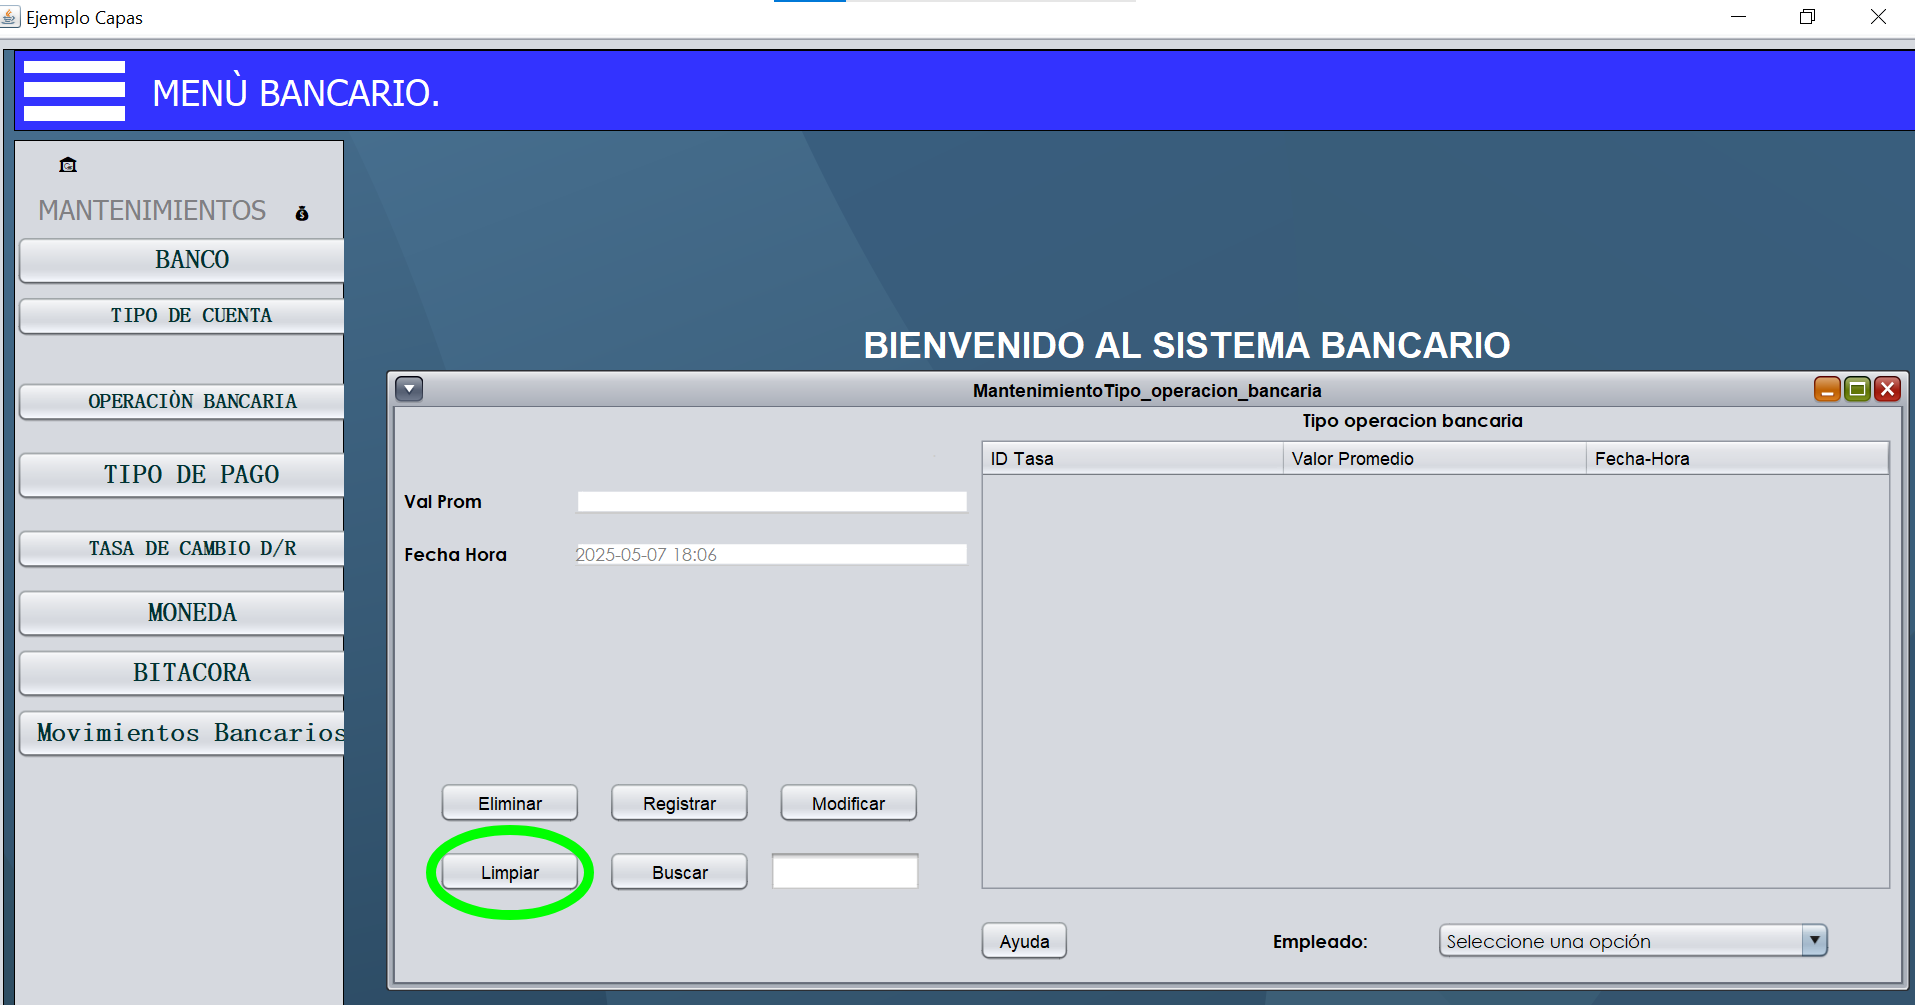 Ejemplo Capas
MENÙ BANCARIO.
MANTENIMIENTOS
BANCO
TIPO DE CUENTA
OPERACIÒN BANCARIA
TIPO DE PAGO
TASA DE CAMBIO D/R
MONEDA
BITACORA
Movimientos Bancarios
BIENVENIDO AL SISTEMA BANCARIO
MantenimientoTipo_operacion_bancaria
Tipo operacion bancaria
ID Tasa Valor Promedio Fecha-Hora
Val Prom
Fecha Hora 2025-05-07 18:06
Eliminar Registrar Modificar
Limpiar Buscar
Ayuda Empleado: Seleccione una opción